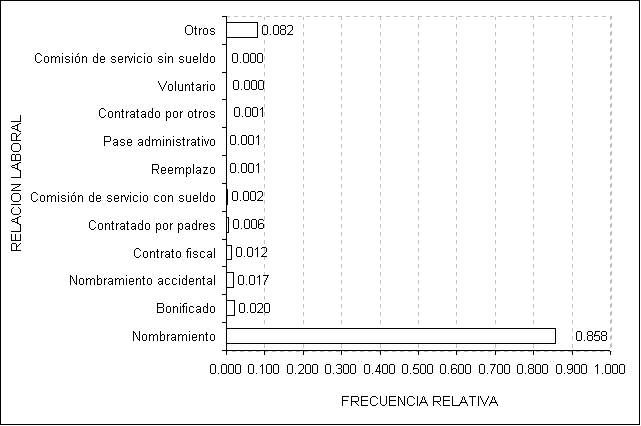 Otros 0.082
Comisión de servicio sin sueldo 0.000
Voluntario 0.000
Contratado por otros 0.001
Pase administrativo 0.001
Reemplazo 0.001
Comisión de servicio con sueldo 0.002
Contratado por padres 0.006
Contrato fiscal 0.012
Nombramiento accidental 0.017
Bonificado 0.020
Nombramiento 0.858
RELACION LABORAL
0.000 0.100 0.200 0.300 0.400 0.500 0.600 0.700 0.800 0.900 1.000
FRECUENCIA RELATIVA